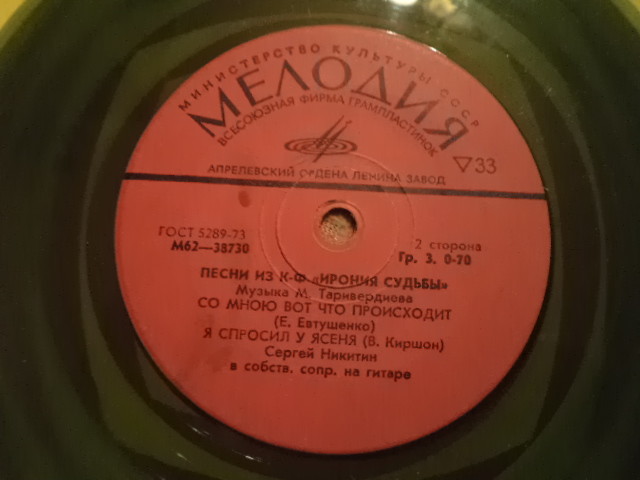 МИНИСТЕРСТВО КУЛЬТУРЫ СССР
МЕЛОДИЯ
ВСЕСОЮЗНАЯ ФИРМА ГРАМПЛАСТИНОК
АПРЕЛЕВСКИЙ ОРДЕНА ЛЕНИНА ЗАВОД
▽33
ГОСТ 5289-73
М62—38730
2 сторона
Гр. 3. 0-70
ПЕСНИ ИЗ К-Ф «ИРОНИЯ СУДЬБЫ»
Музыка М. Таривердиева
СО МНОЮ ВОТ ЧТО ПРОИСХОДИТ
(Е. Евтушенко)
Я СПРОСИЛ У ЯСЕНЯ (В. Киршон)
Сергей Никитин
в собств. сопр. на гитаре